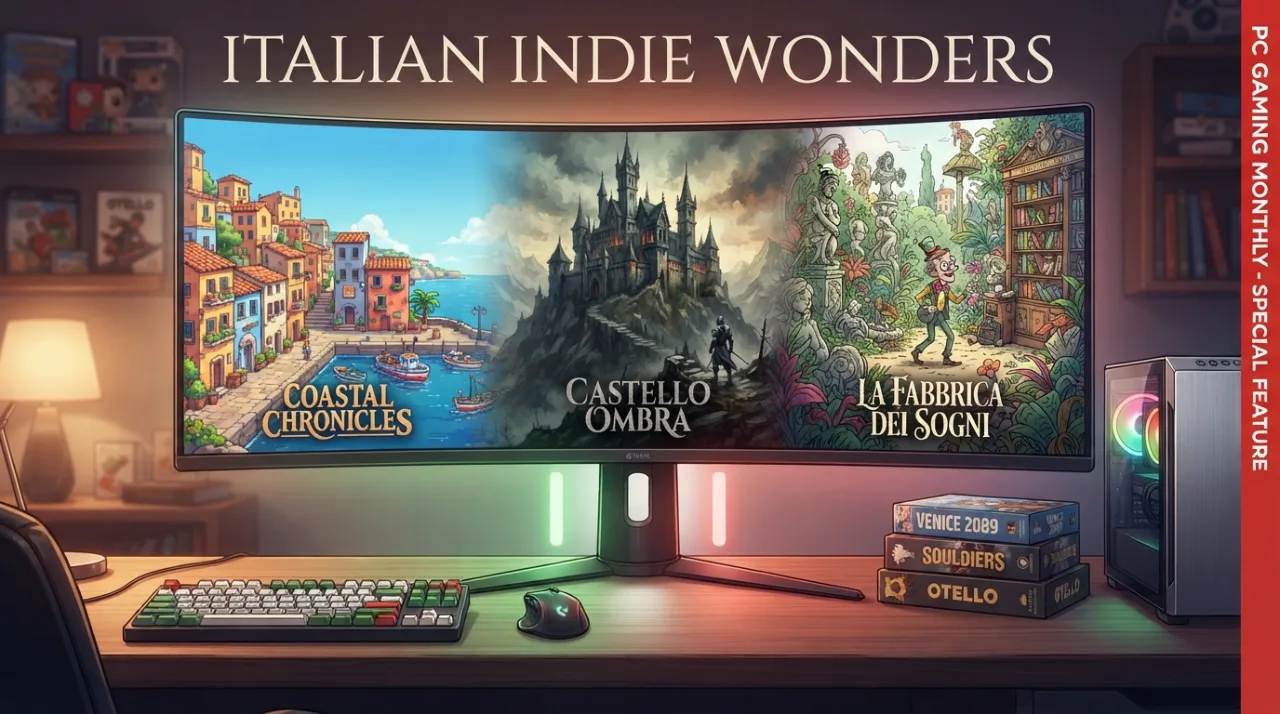 ITALIAN INDIE WONDERS
PC GAMING MONTHLY - SPECIAL FEATURE
OTELLO
COASTAL
CHRONICLES
CASTELLO
OMBRA
LA FABBRICA
DEI SOGNI
VENICE 2089
SOULDIERS
OTELLO